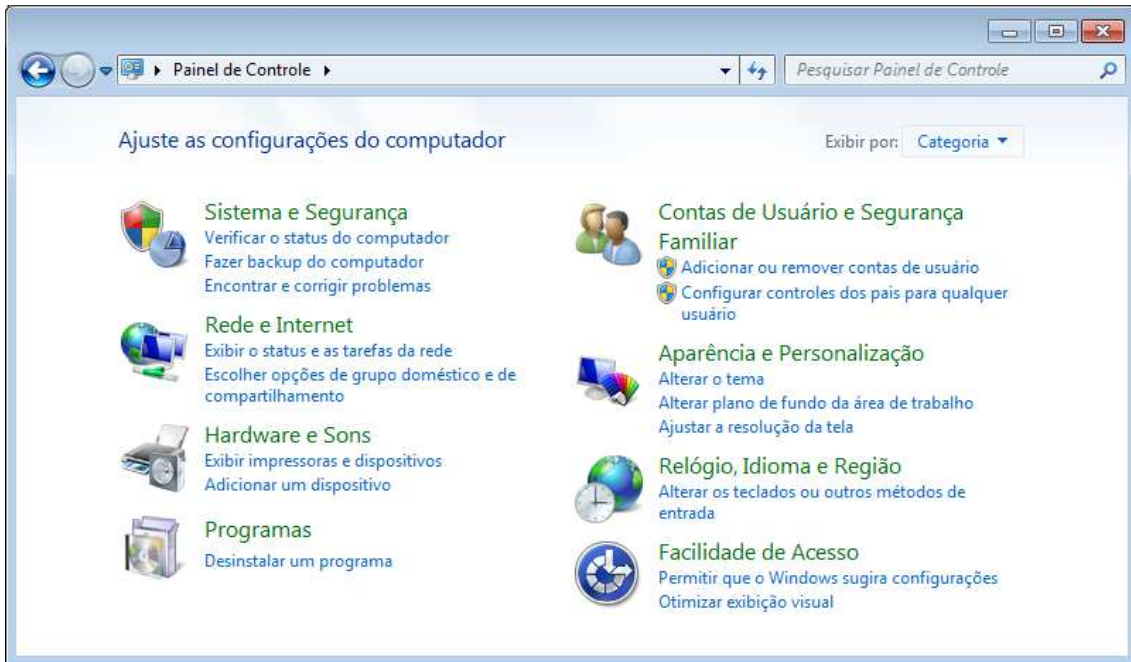 Painel de Controle
Pesquisar Painel de Controle
Ajuste as configurações do computador
Exibir por: Categoria
Sistema e Segurança
Verificar o status do computador
Fazer backup do computador
Encontrar e corrigir problemas
Rede e Internet
Exibir o status e as tarefas da rede
Escolher opções de grupo doméstico e de
compartilhamento
Hardware e Sons
Exibir impressoras e dispositivos
Adicionar um dispositivo
Programas
Desinstalar um programa
Contas de Usuário e Segurança
Familiar
Adicionar ou remover contas de usuário
Configurar controles dos pais para qualquer
usuário
Aparência e Personalização
Alterar o tema
Alterar plano de fundo da área de trabalho
Ajustar a resolução da tela
Relógio, Idioma e Região
Alterar os teclados ou outros métodos de
entrada
Facilidade de Acesso
Permitir que o Windows sugira configurações
Otimizar exibição visual